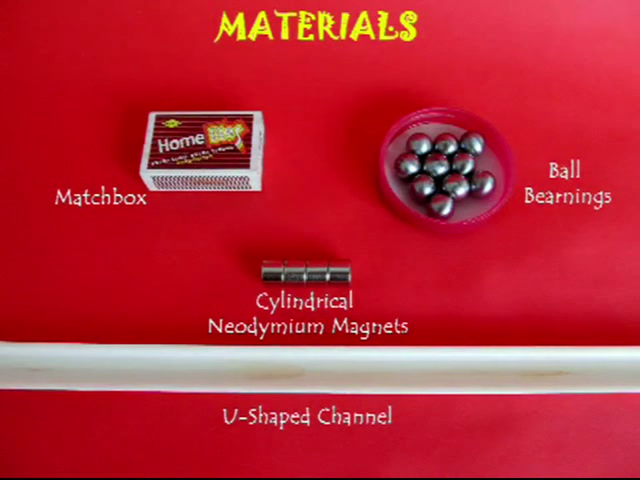 MATERIALS
Home
Matchbox
Ball
Bearnings
Cylindrical
Neodymium Magnets
U-Shaped Channel